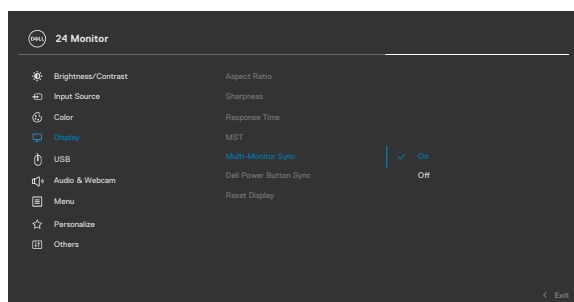 DELL
24 Monitor
Brightness/Contrast
Input Source
Color
Display
USB
Audio & Webcam
Menu
Personalize
Others
Aspect Ratio
Sharpness
Response Time
MST
Multi-Monitor Sync
Dell Power Button Sync
Reset Display
On
Off
Exit